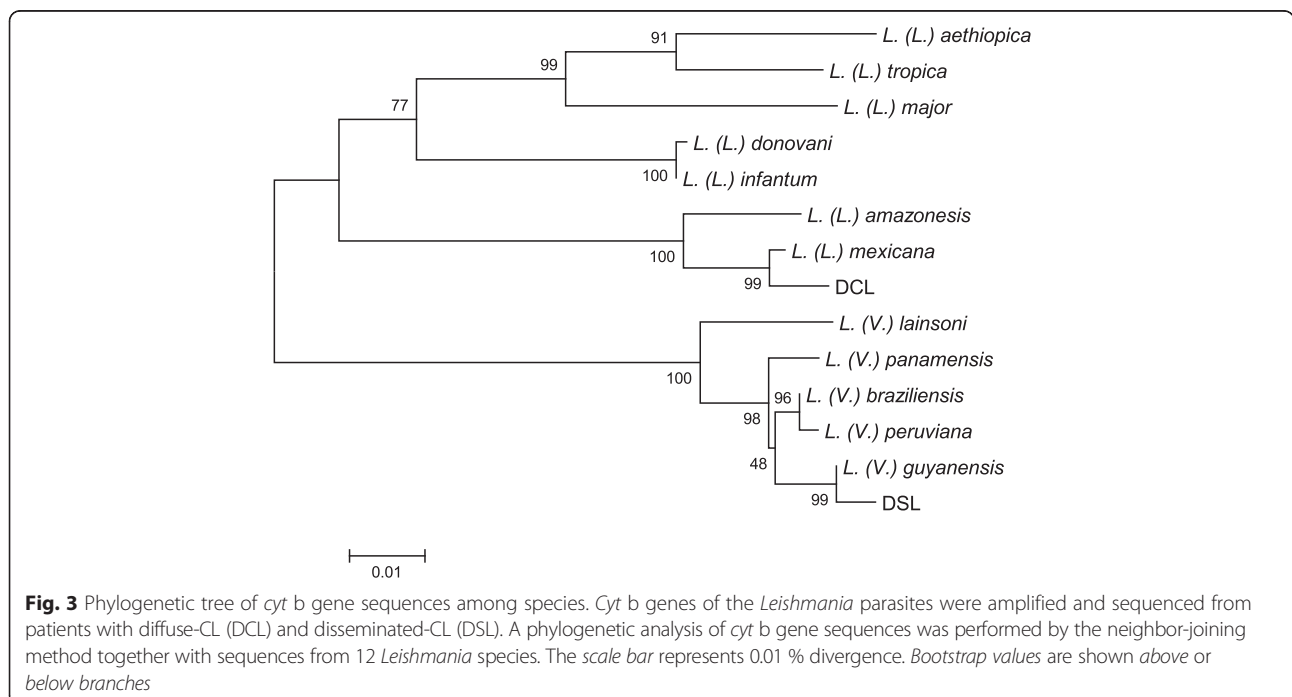 91
L. (L.) aethiopica
99
L. (L.) tropica
77
L. (L.) major
L. (L.) donovani
100
L. (L.) infantum
L. (L.) amazonesis
100
L. (L.) mexicana
99
DCL
L. (V.) lainsoni
100
L. (V.) panamensis
96
L. (V.) braziliensis
98
L. (V.) peruviana
48
L. (V.) guyanensis
99
DSL
0.01
Fig. 3 Phylogenetic tree of cyt b gene sequences among species. Cyt b genes of the Leishmania parasites were amplified and sequenced from
patients with diffuse-CL (DCL) and disseminated-CL (DSL). A phylogenetic analysis of cyt b gene sequences was performed by the neighbor-joining
method together with sequences from 12 Leishmania species. The scale bar represents 0.01 % divergence. Bootstrap values are shown above or
below branches